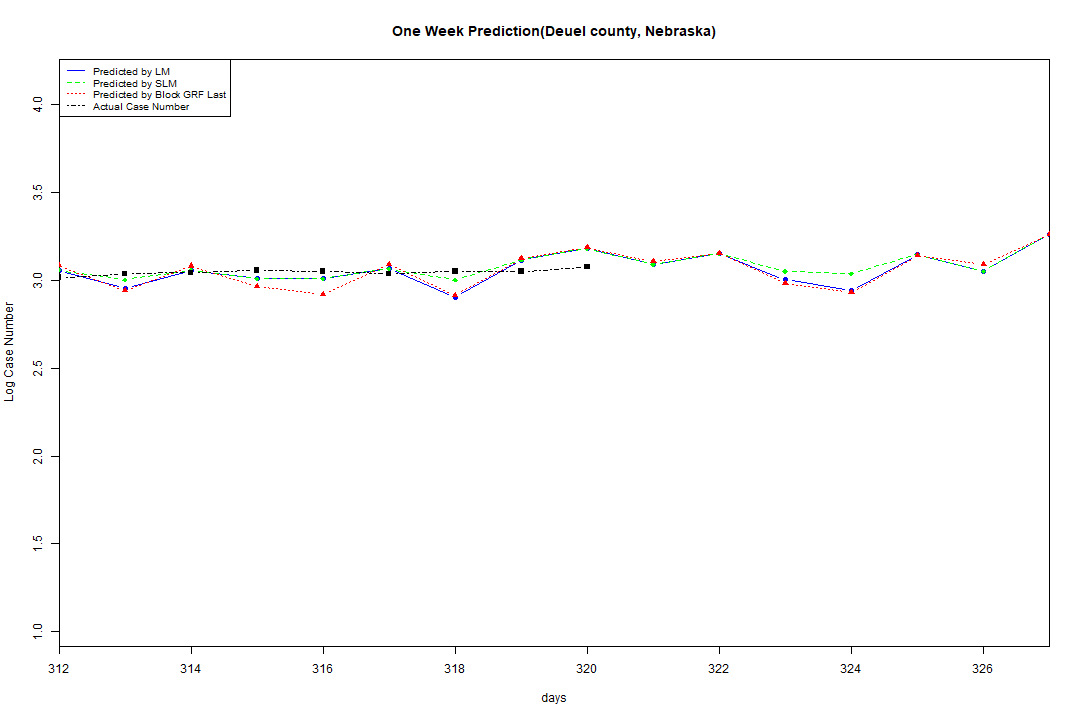 One Week Prediction(Deuel county, Nebraska)
Predicted by LM
Predicted by SLM
Predicted by Block GRF Last
Actual Case Number
4.0
3.5
3.0
2.5
2.0
1.5
1.0
Log Case Number
312 314 316 318 320 322 324 326
days